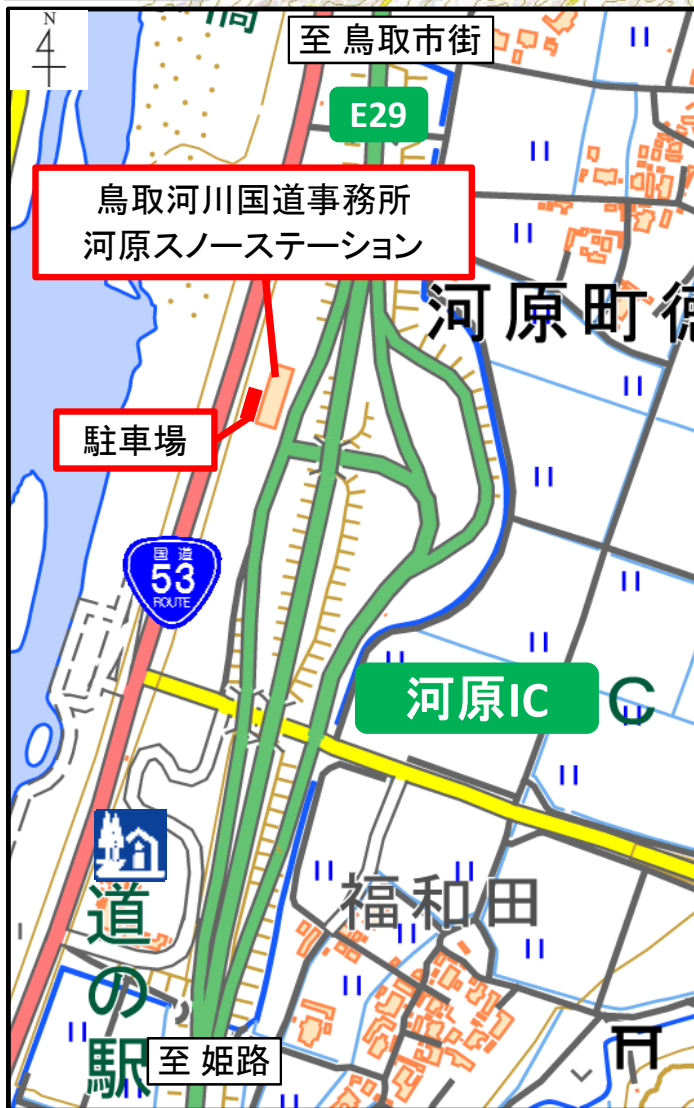 N
至 鳥取市街
E29
鳥取河川国道事務所
河原スノーステーション
河原町徳
駐車場
国道
53
ROUTE
河原IC
C
福和田
道の駅
至 姫路